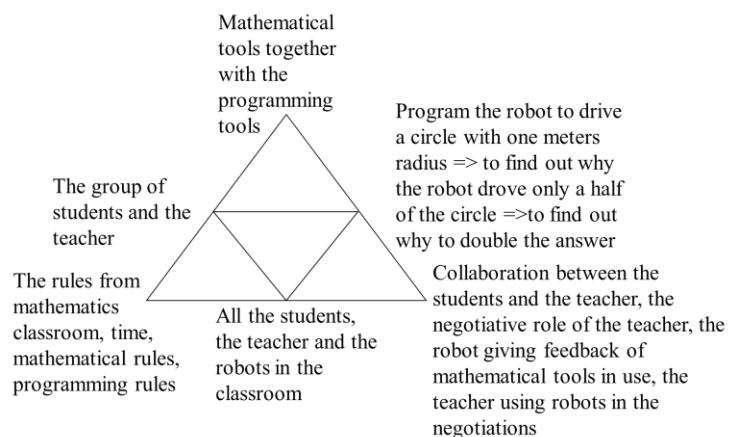 Mathematical
tools together
with the
programming
tools
Program the robot to drive
a circle with one meters
radius => to find out why
the robot drove only a half
of the circle =>to find out
why to double the answer
The group of
students and the
teacher
The rules from
mathematics
classroom, time,
mathematical rules,
programming rules
All the students,
the teacher and the
robots in the
classroom
Collaboration between the
students and the teacher, the
negotiative role of the teacher, the
robot giving feedback of
mathematical tools in use, the
teacher using robots in the
negotiations